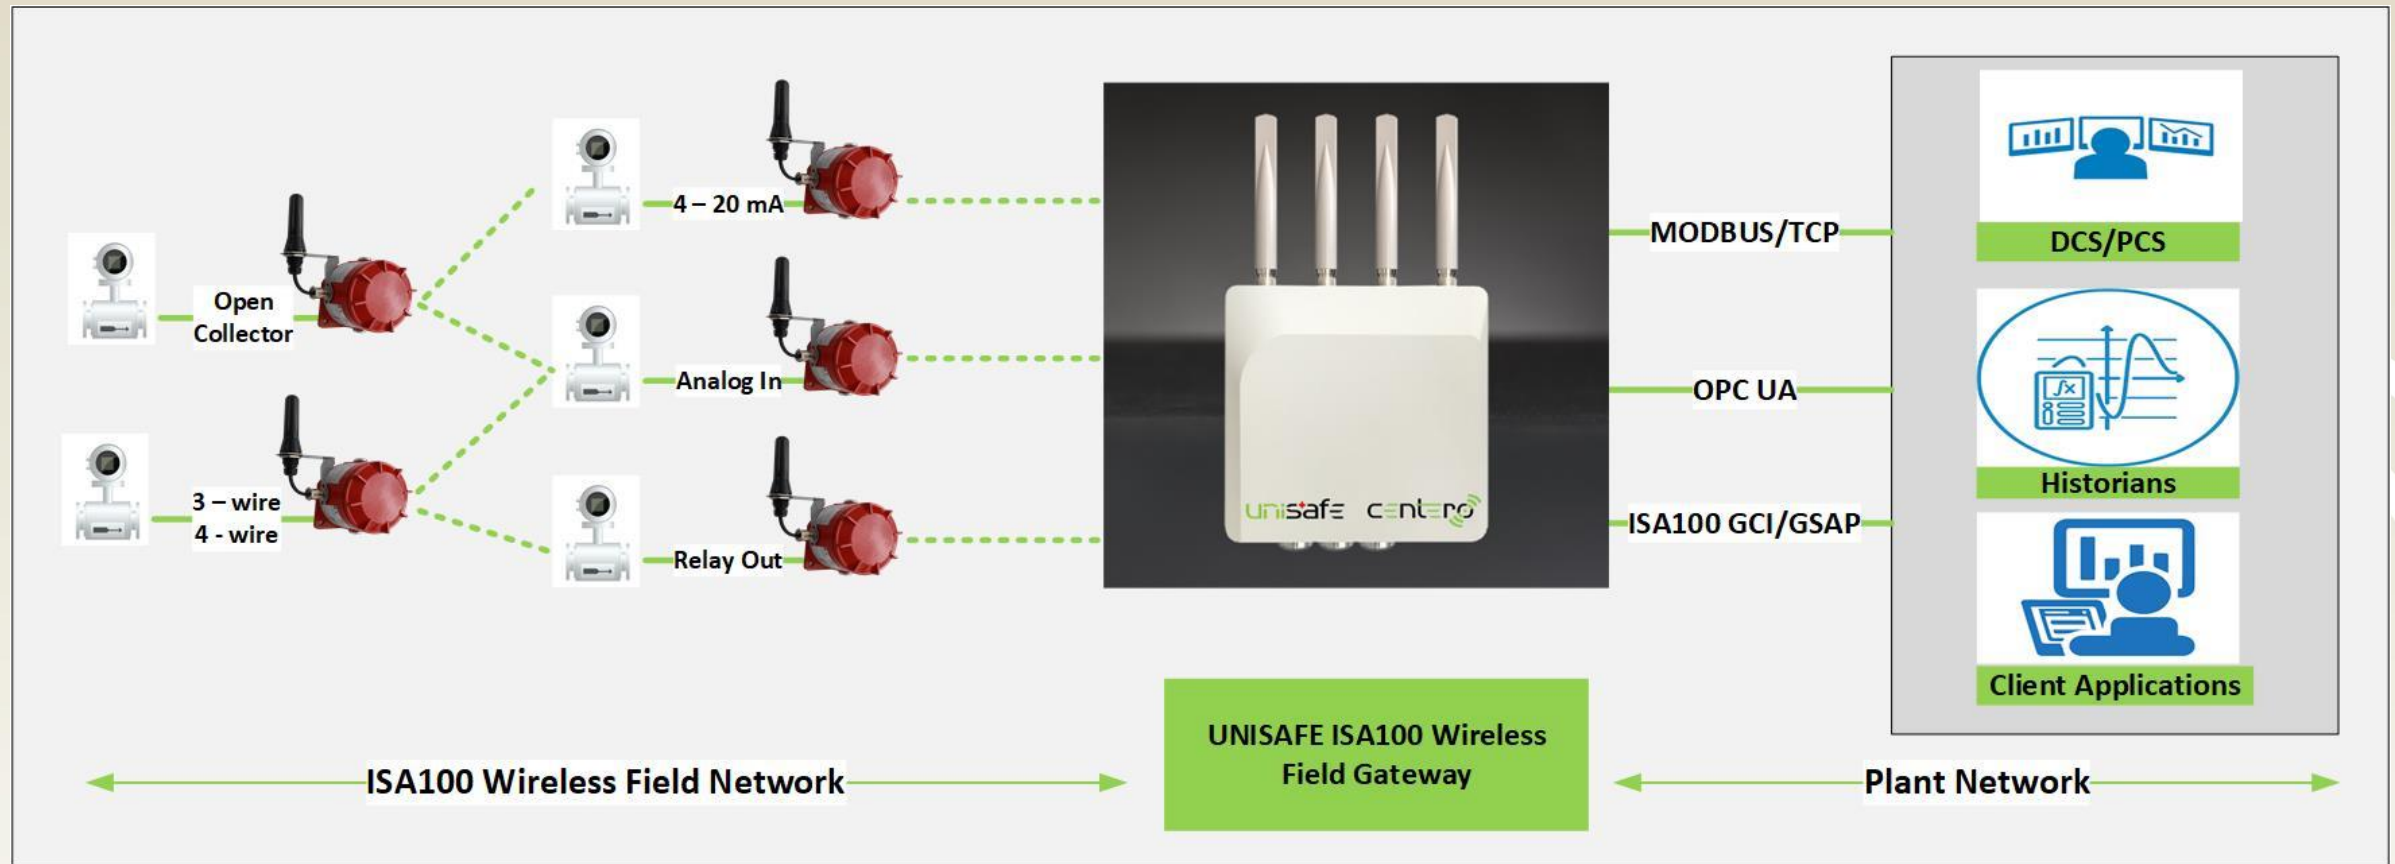 Open
Collector
3 – wire
4 - wire
4 – 20 mA
Analog In
Relay Out
unisafe centero
MODBUS/TCP
OPC UA
ISA100 GCI/GSAP
DCS/PCS
fx
Historians
Client Applications
ISA100 Wireless Field Network
UNISAFE ISA100 Wireless
Field Gateway
Plant Network